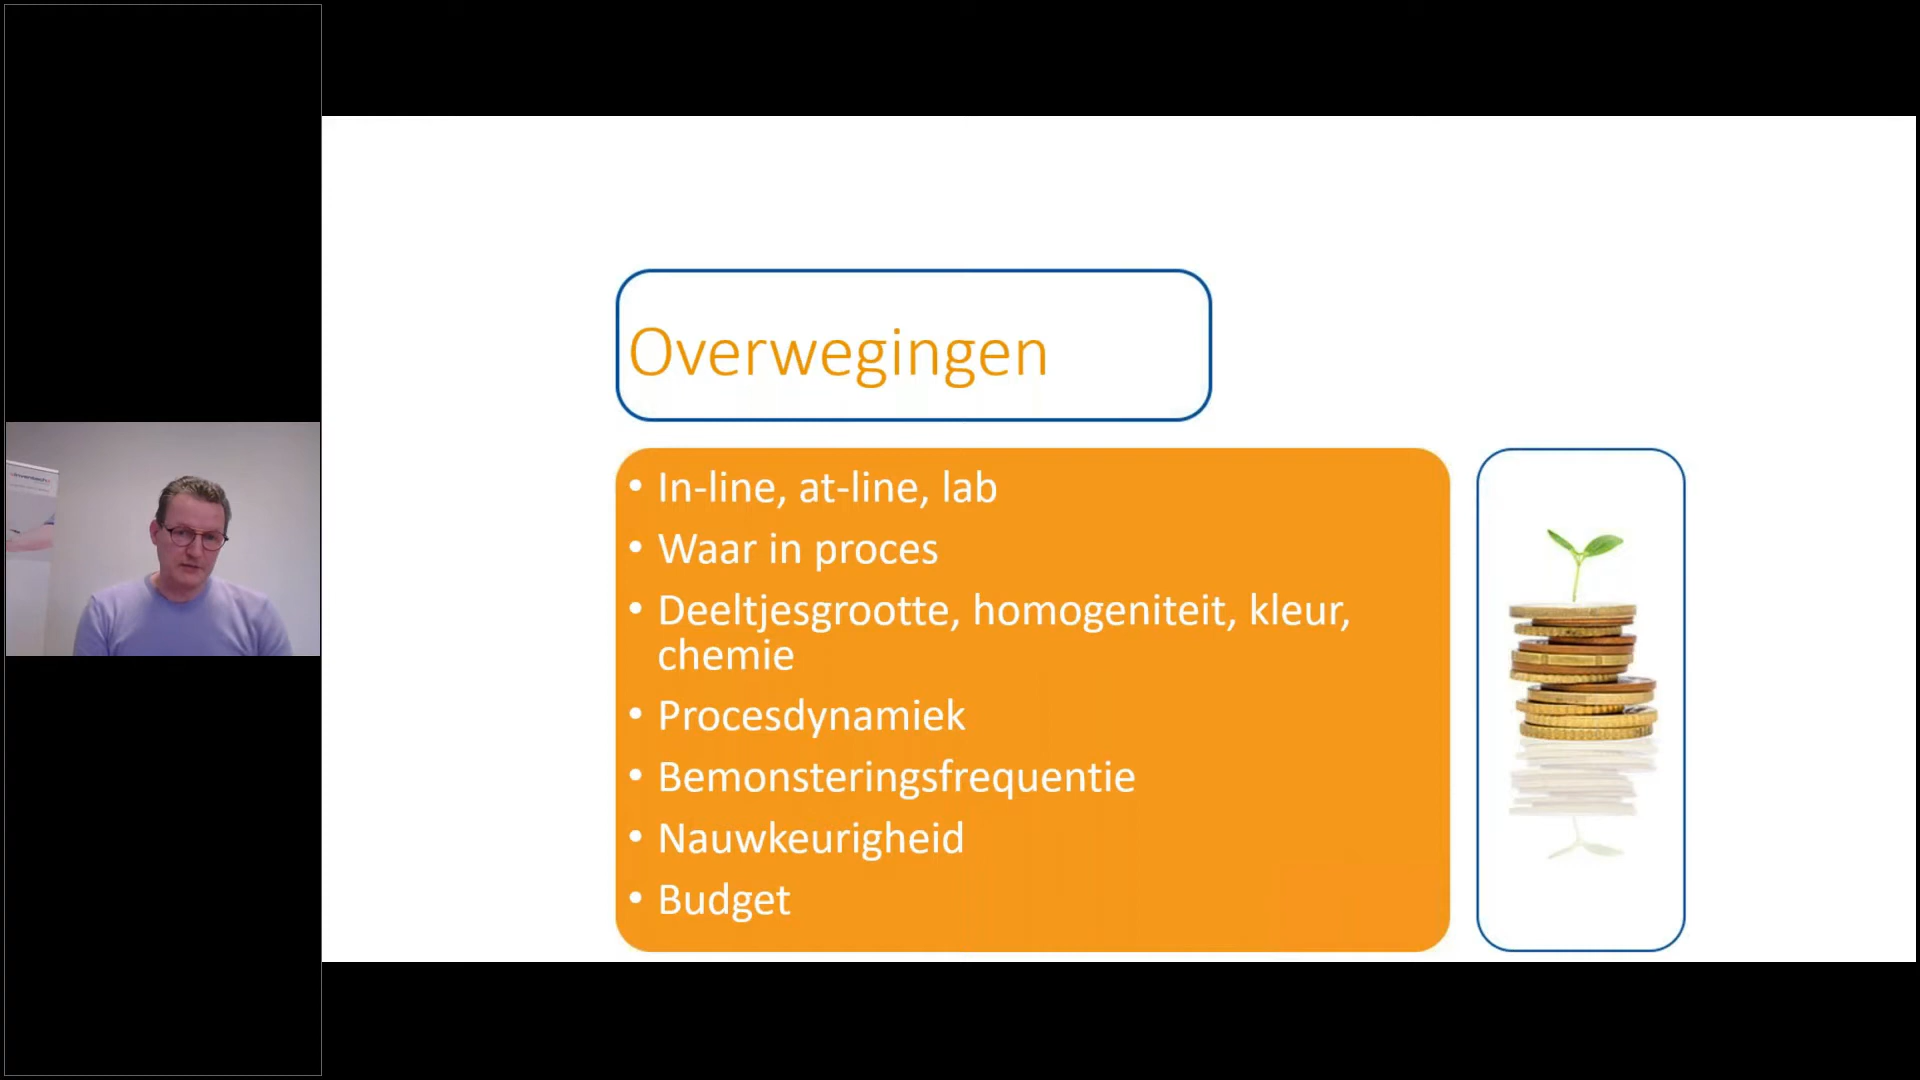 Overwegingen
• In-line, at-line, lab
• Waar in proces
• Deeltjesgrootte, homogeniteit, kleur,
chemie
• Procesdynamiek
• Bemonsteringsfrequentie
• Nauwkeurigheid
• Budget